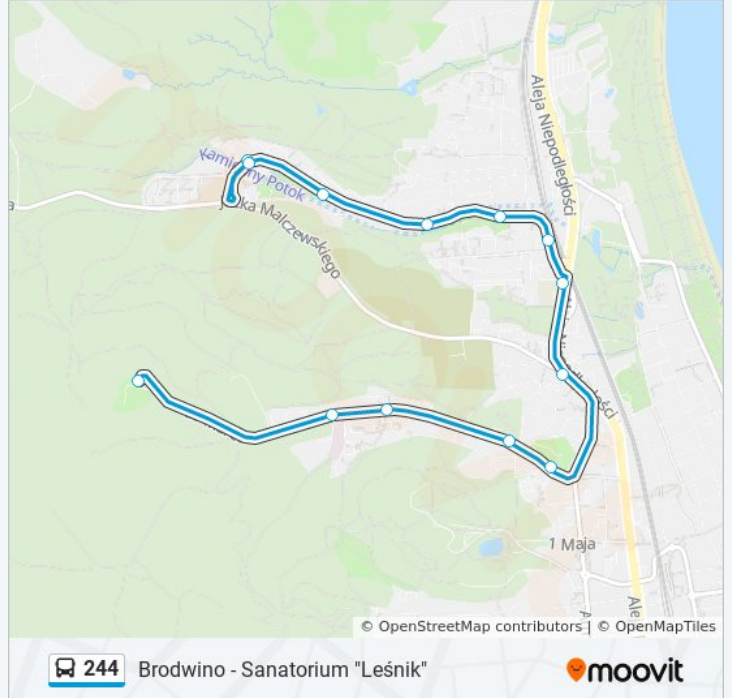 Aleja Niepodległości
Kamienny Potok
Jacka Malczewskiego
1 Maja
© OpenStreetMap contributors | © OpenMapTiles
244 Brodwino - Sanatorium "Leśnik"
moovit